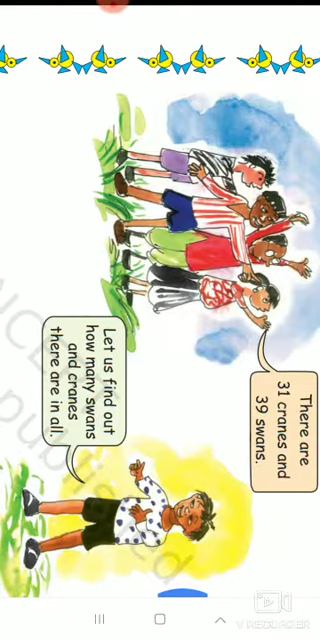 There are
31 cranes and
39 swans.
Let us find out
how many swans
and cranes
there are in all.